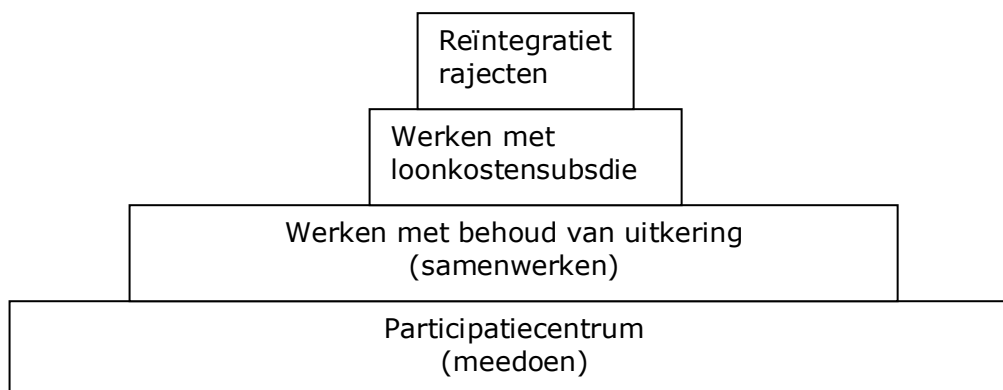 Reïntegratiet
rajecten
Werken met
loonkostensubsdie
Werken met behoud van uitkering
(samenwerken)
Participatiecentrum
(meedoen)